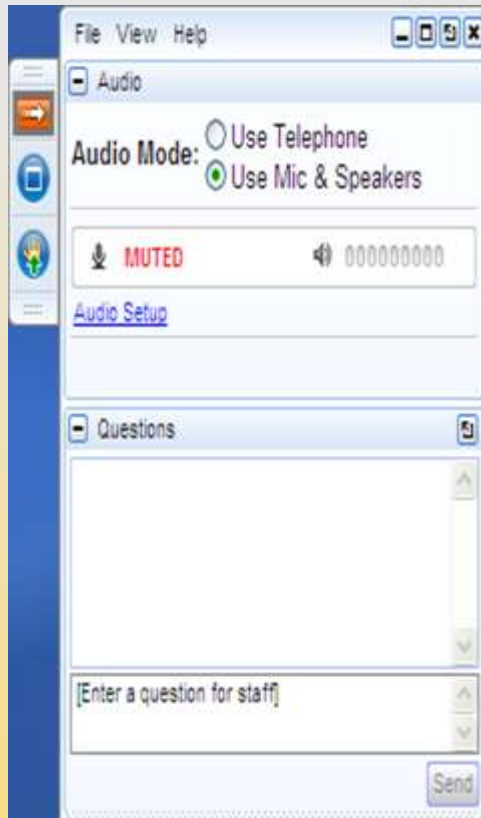 File View Help
Audio
Audio Mode: Use Telephone
Use Mic & Speakers
MUTED 000000000
Audio Setup
Questions
[Enter a question for staff]
Send